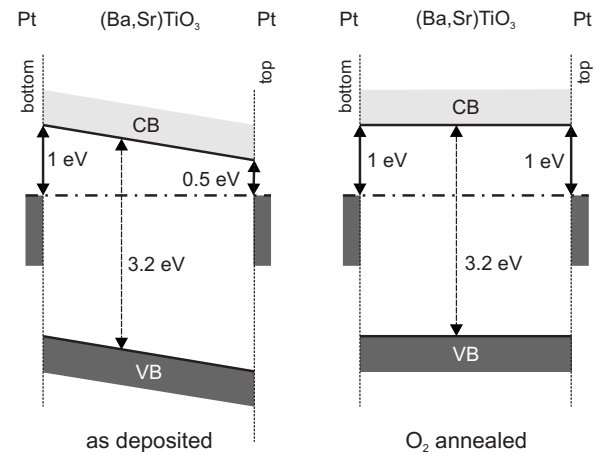 Pt (Ba,Sr)TiO₃ Pt
bottom
top
CB
1 eV
0.5 eV
3.2 eV
VB
as deposited
Pt (Ba,Sr)TiO₃ Pt
bottom
top
CB
1 eV
1 eV
3.2 eV
VB
O₂ annealed